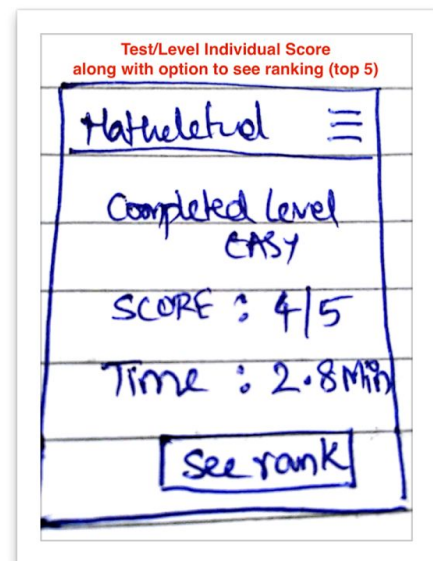 Test/Level Individual Score
along with option to see ranking (top 5)
Completed level
EASY
SCORE : 4/5
Time : 2.8 Min
See rank